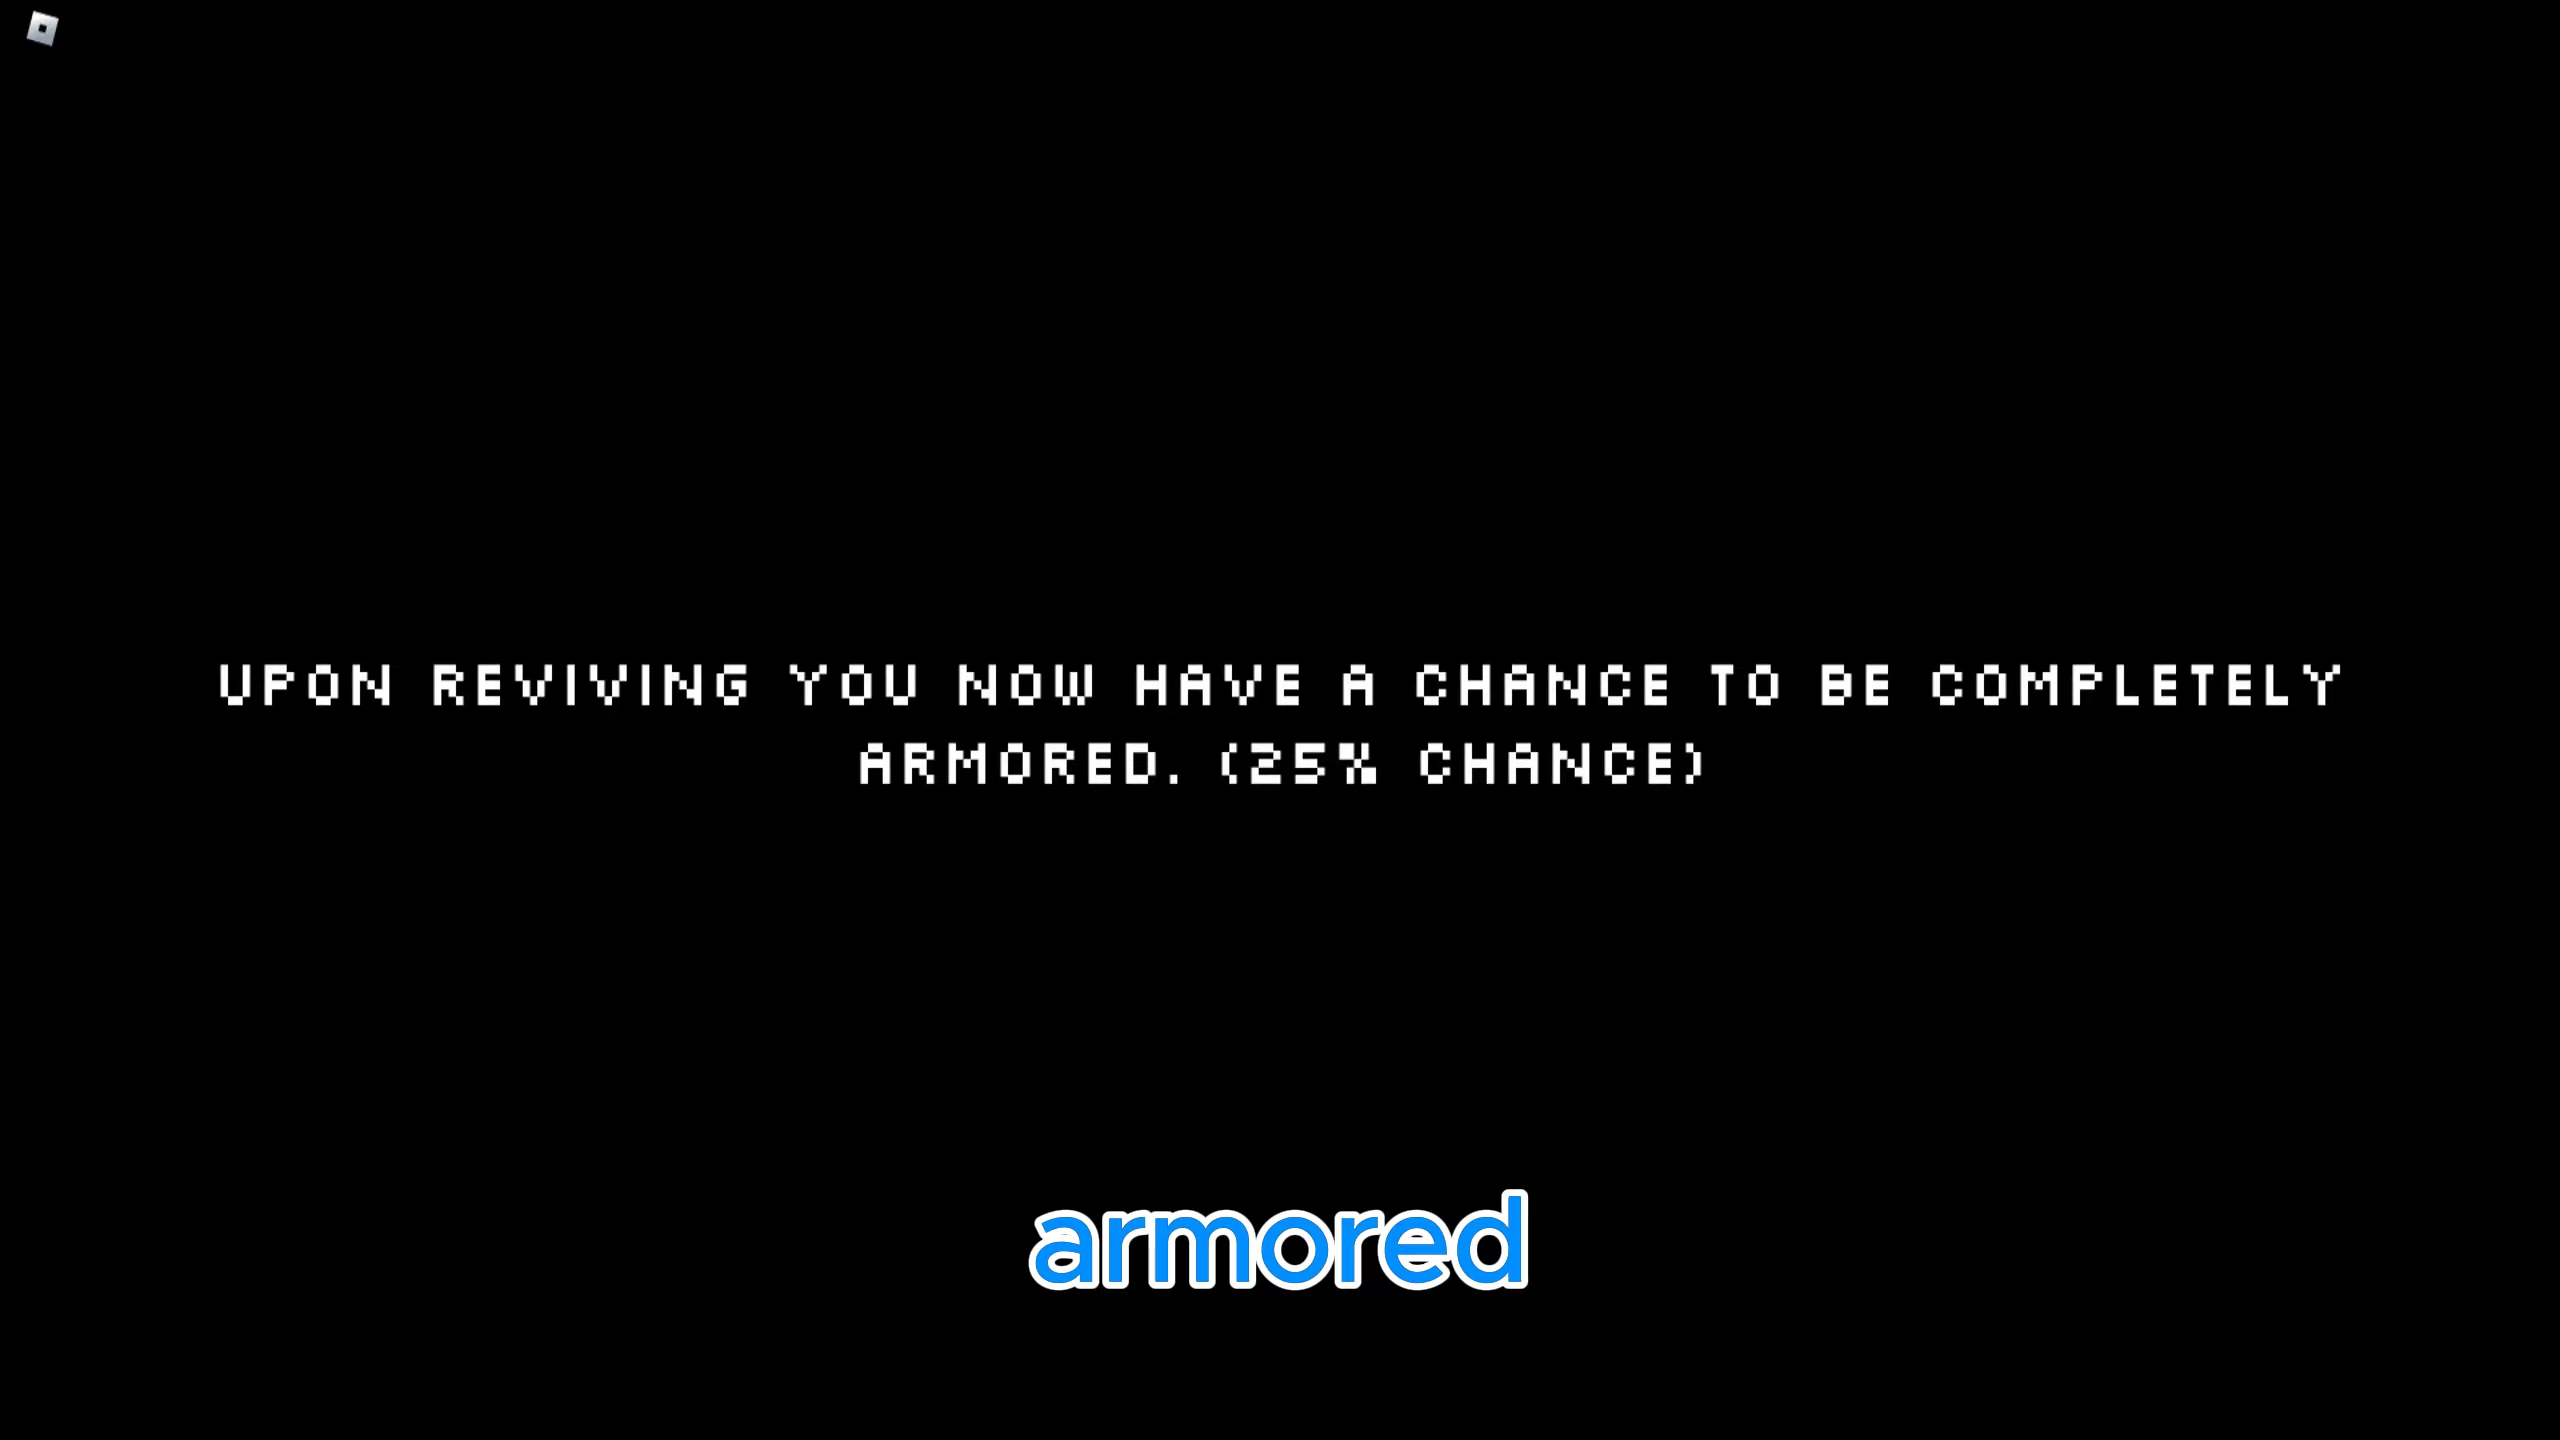 UPON REVIVING YOU NOW HAVE A CHANCE TO BE COMPLETELY
ARMORED. (25% CHANCE)
armored